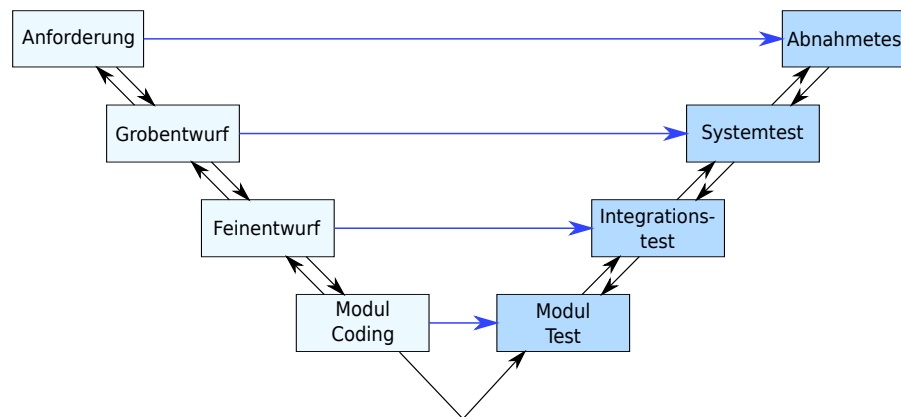 Anforderung
Abnahmetes
Grobentwurf
Systemtest
Feinentwurf
Integrations-
test
Modul
Coding
Modul
Test